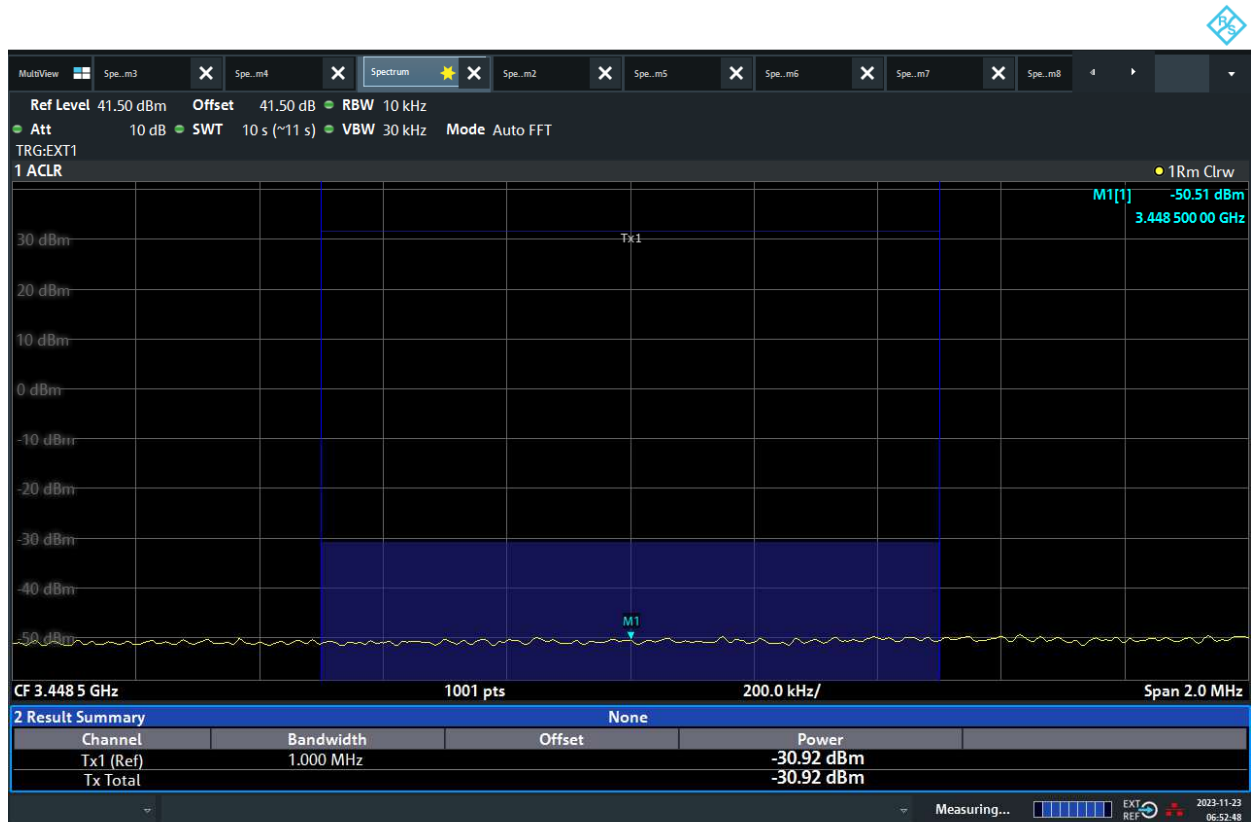 R&S
MultiView Spe..m3 Spe..m4 Spectrum Spe..m2 Spe..m5 Spe..m6 Spe..m7 Spe..m8
Ref Level 41.50 dBm Offset 41.50 dB RBW 10 kHz
Att 10 dB SWT 10 s (~11 s) VBW 30 kHz Mode Auto FFT
TRG:EXT1
1 ACLR 1Rm Clrw
M1[1] -50.51 dBm
3.448 500 00 GHz
30 dBm Tx1
20 dBm
10 dBm
0 dBm
-10 dBm
-20 dBm
-30 dBm
-40 dBm
M1
-50 dBm
CF 3.448 5 GHz 1001 pts 200.0 kHz/ Span 2.0 MHz
2 Result Summary None
Channel Bandwidth Offset Power
Tx1 (Ref) 1.000 MHz -30.92 dBm
Tx Total -30.92 dBm
Measuring... EXT REF 2023-11-23
06:52:48